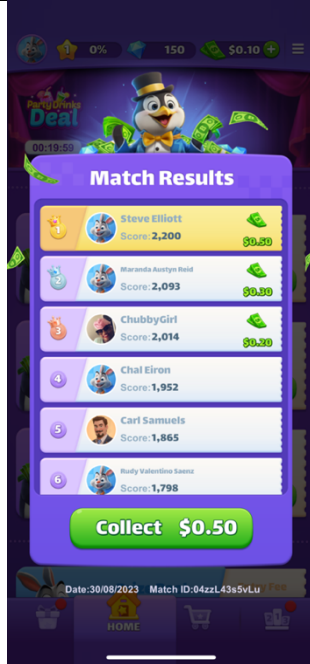 0%
150
$0.10
Party Drinks
Deal
00:19:59
Match Results
1
Steve Elliott
Score:2,200
$0.50
2
Maranda Austyn Reid
Score:2,093
$0.30
3
ChubbyGirl
Score:2,014
$0.20
4
Chal Eiron
Score:1,952
5
Carl Samuels
Score:1,865
6
Rudy Valentino Saenz
Score:1,798
Collect $0.50
Fee
Date:30/08/2023 Match ID:04zzL43s5vLu
HOME